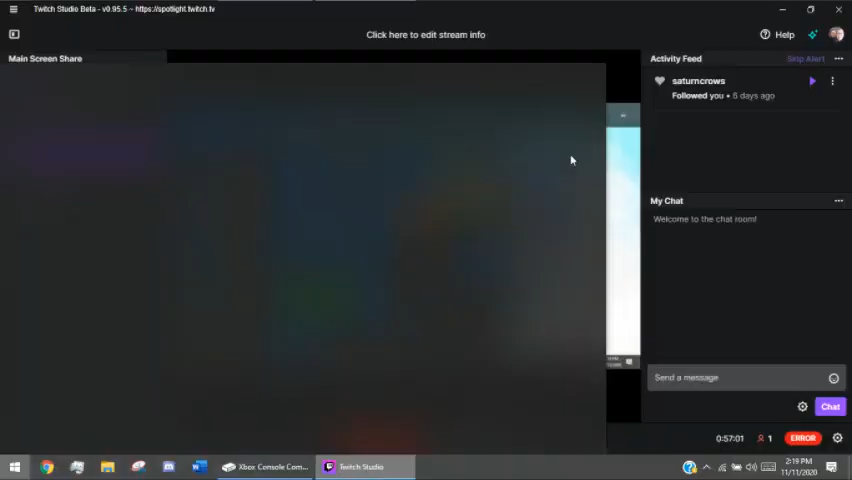 Twitch Studio Beta - v0.95.5 - https://spotlight.twitch.tv
Click here to edit stream info
Help
Main Screen Share
Activity Feed
Skip Alert
saturncrows
Followed you • 6 days ago
My Chat
Welcome to the chat room!
Send a message
Chat
0:57:01
1
ERROR
Xbox Console Com...
Twitch Studio
2:19 PM
11/11/2020